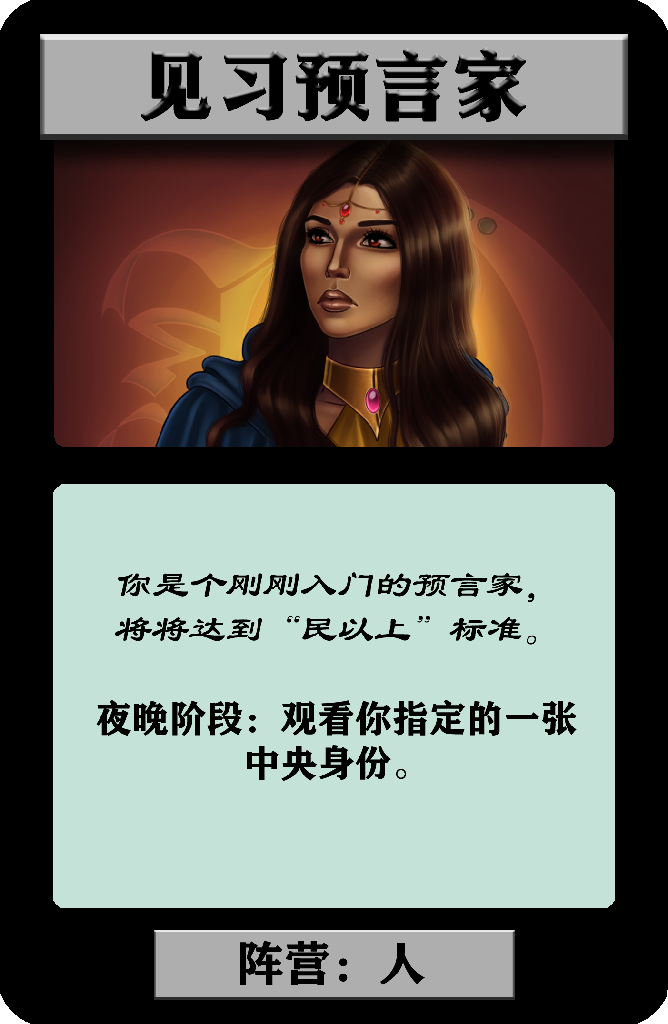 见习预言家
你是个刚刚入门的预言家，
将将达到“民以上”标准。
夜晚阶段：观看你指定的一张
中央身份。
阵营：人